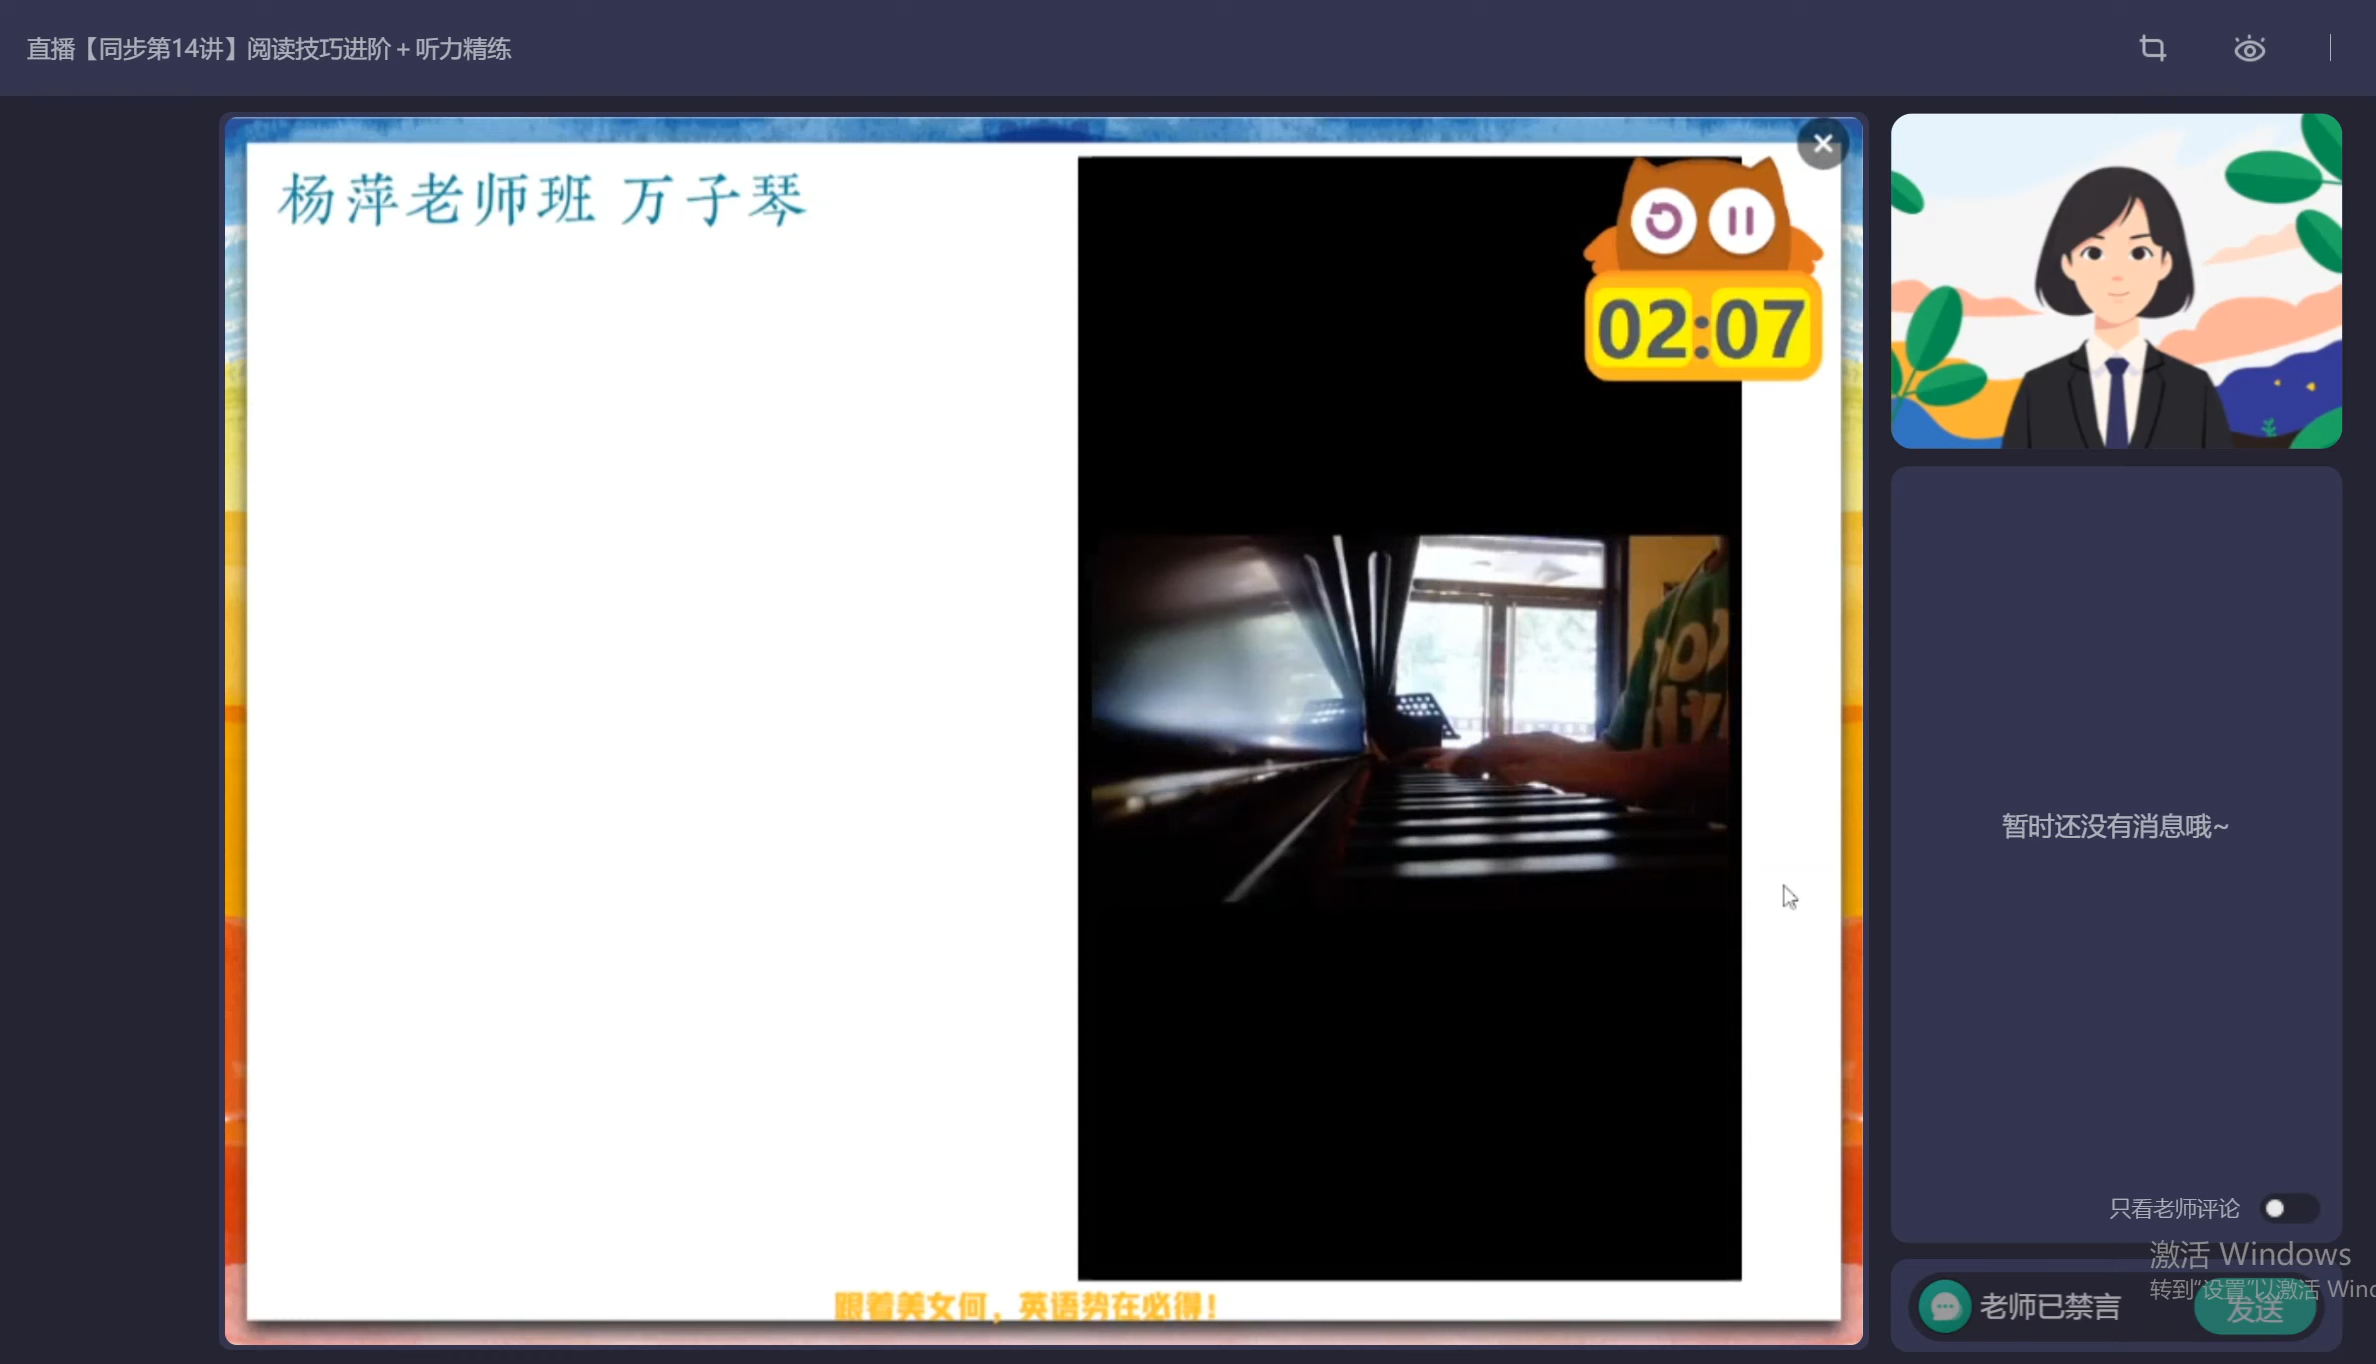 直播【同步第14讲】阅读技巧进阶+听力精练
杨萍老师班 万子琴
02:07
跟着美女何，英语势在必得！
暂时还没有消息哦~
只看老师评论
激活 Windows
转到"设置"以激活 Wind
老师已禁言
发送